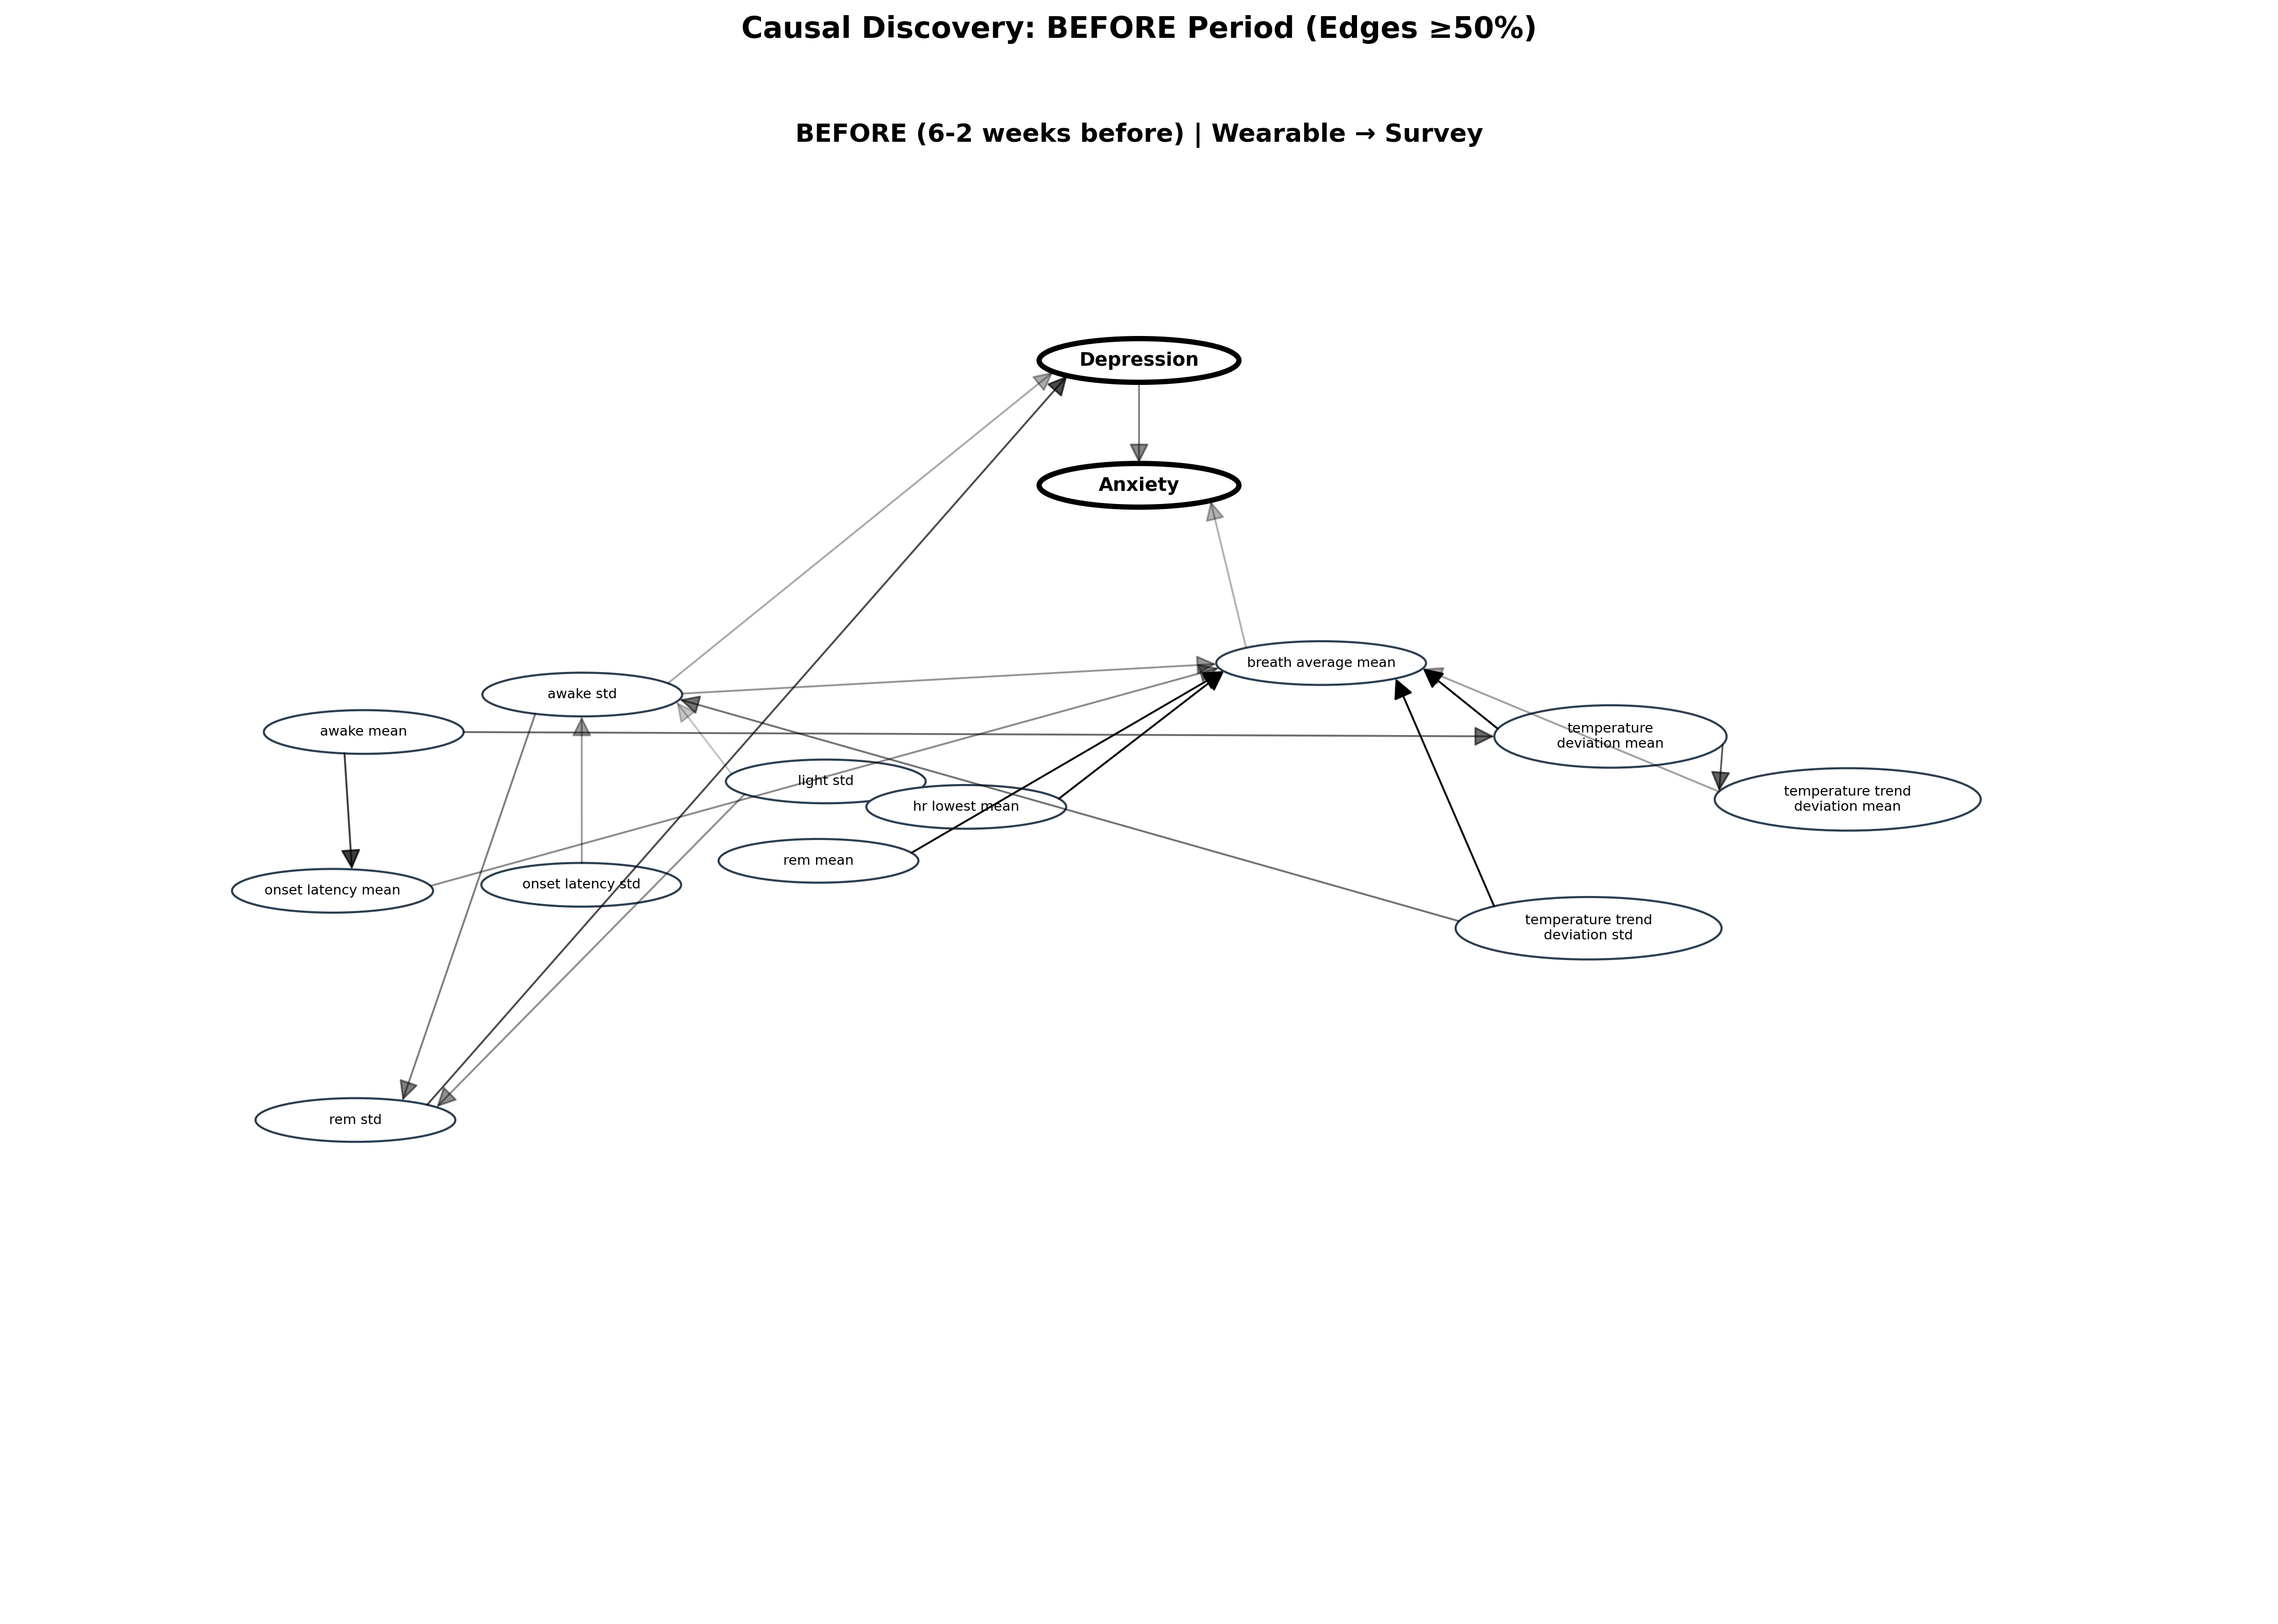 Causal Discovery: BEFORE Period (Edges ≥50%)
BEFORE (6-2 weeks before) | Wearable → Survey
Depression
Anxiety
breath average mean
awake std
awake mean
temperature
deviation mean
light std
hr lowest mean
temperature trend
deviation mean
rem mean
onset latency mean
onset latency std
temperature trend
deviation std
rem std